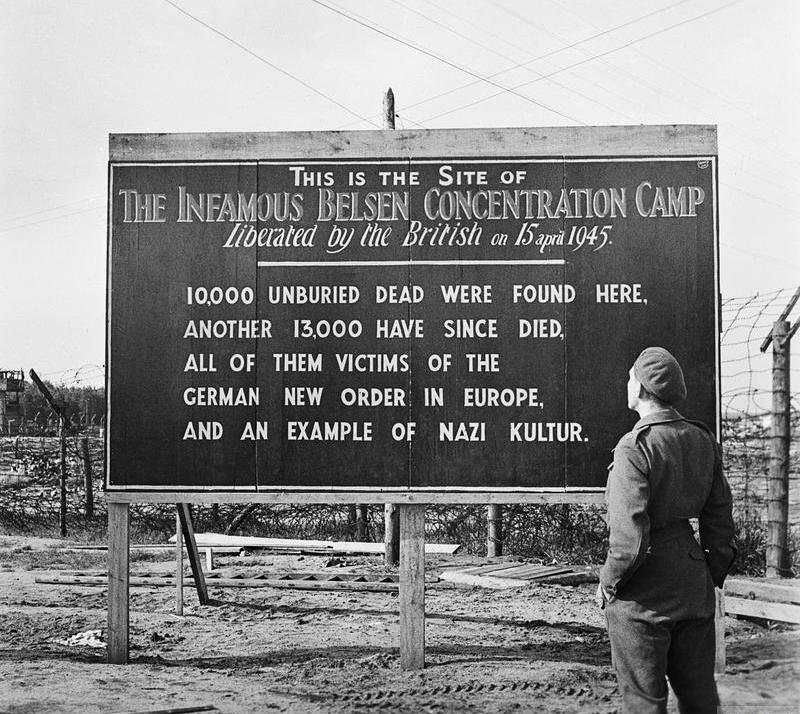 THIS IS THE SITE OF
THE INFAMOUS BELSEN CONCENTRATION CAMP
Liberated by the British on 15 april 1945.
10,000 UNBURIED DEAD WERE FOUND HERE,
ANOTHER 13,000 HAVE SINCE DIED,
ALL OF THEM VICTIMS OF THE
GERMAN NEW ORDER IN EUROPE,
AND AN EXAMPLE OF NAZI KULTUR.